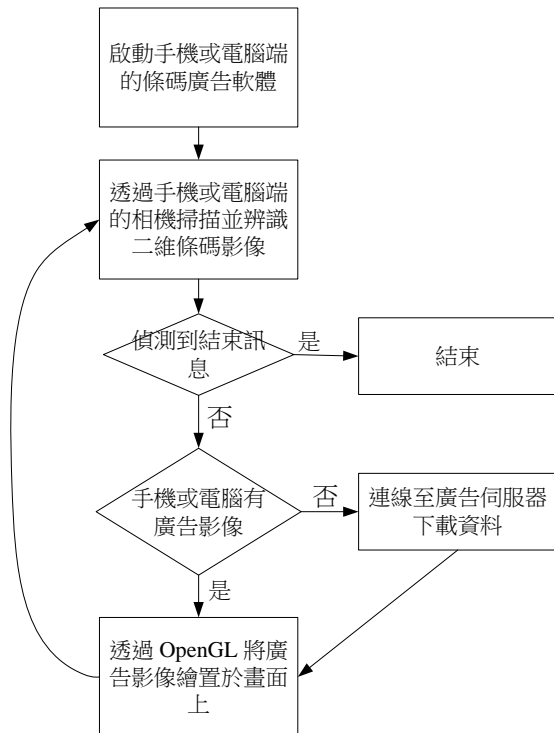 啟動手機或電腦端
的條碼廣告軟體
透過手機或電腦端
的相機掃描並辨識
二維條碼影像
偵測到結束訊
息
是
結束
否
手機或電腦有
廣告影像
否
連線至廣告伺服器
下載資料
是
透過 OpenGL 將廣
告影像繪置於畫面
上